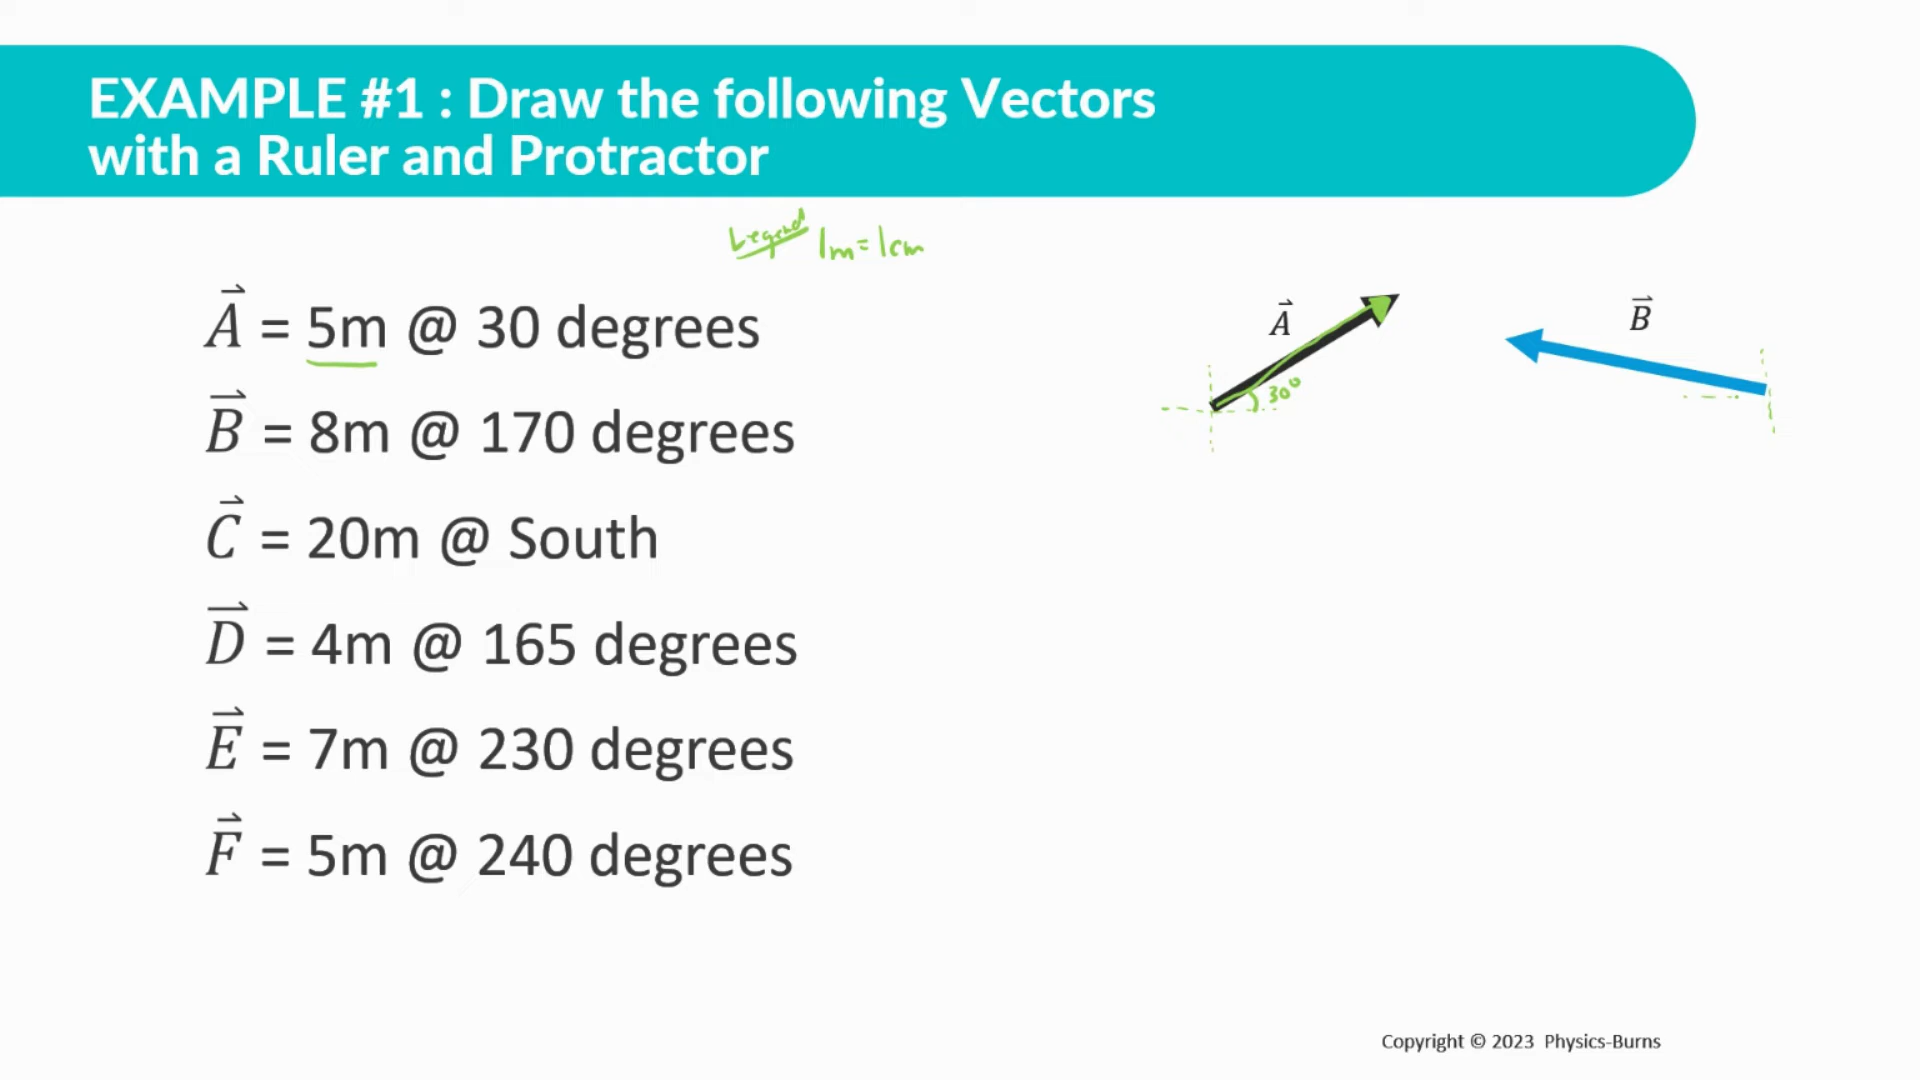 EXAMPLE #1 : Draw the following Vectors
with a Ruler and Protractor
Legend 1m = 1cm
A⃗ = 5m @ 30 degrees
B⃗ = 8m @ 170 degrees
C⃗ = 20m @ South
D⃗ = 4m @ 165 degrees
E⃗ = 7m @ 230 degrees
F⃗ = 5m @ 240 degrees
A⃗
30°
B⃗
Copyright © 2023 Physics-Burns